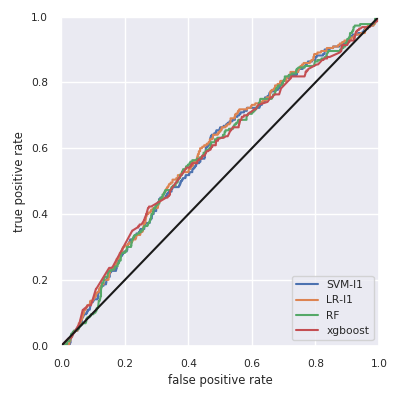 1.0
0.8
0.6
0.4
0.2
0.0
true positive rate
0.0 0.2 0.4 0.6 0.8 1.0
false positive rate
SVM-l1
LR-l1
RF
xgboost